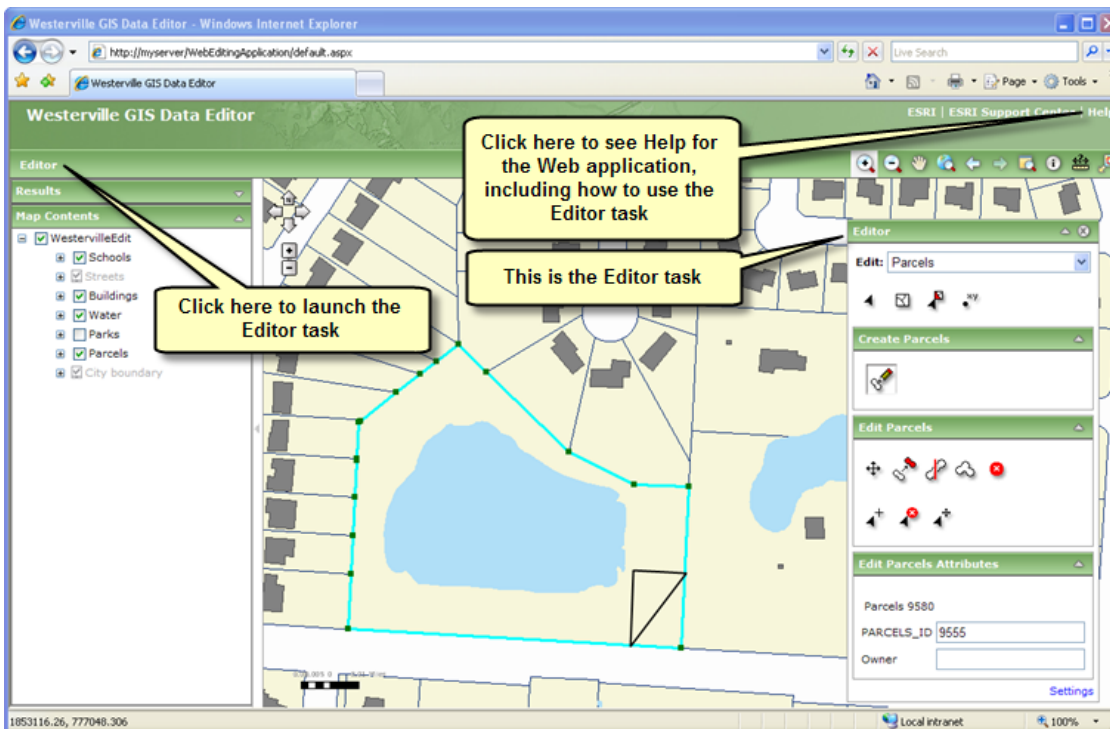 Westerville GIS Data Editor - Windows Internet Explorer
http://myserver/WebEditingApplication/default.aspx
Live Search
Westerville GIS Data Editor
Page
Tools
Westerville GIS Data Editor
ESRI | ESRI Support Center | Help
Click here to see Help for
the Web application,
including how to use the
Editor task
Editor
Results
Map Contents
WestervilleEdit
Schools
Streets
Buildings
Water
Parks
Parcels
City boundary
Click here to launch the
Editor task
This is the Editor task
N
Editor
Edit: Parcels
xy
Create Parcels
Edit Parcels
Edit Parcels Attributes
Parcels 9580
PARCELS_ID 9555
Owner
Settings
1853116.26, 777048.306
Local intranet
100%